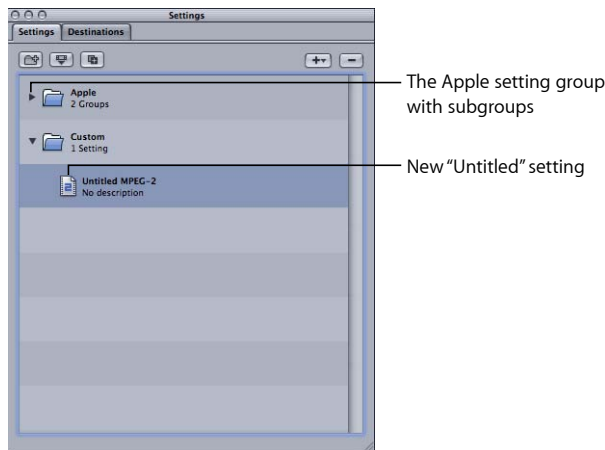 Settings
Settings Destinations
Apple
2 Groups
Custom
1 Setting
Untitled MPEG-2
No description
The Apple setting group
with subgroups
New “Untitled” setting